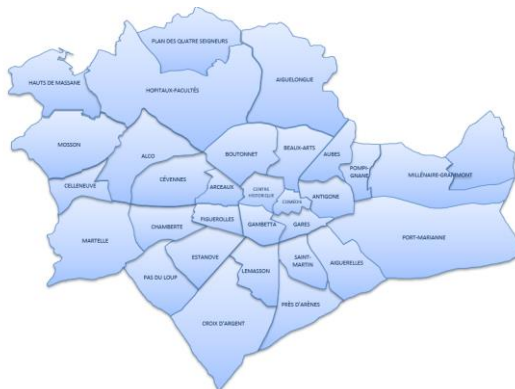 PLAN DES QUATRE SEIGNEURS
HAUTS DE MASSANE
HOPITAUX-FACULTÉS
AIGUELONGUE
MOSSON
ALCO
BOUTONNET
BEAUX-ARTS
AUBES
POMPI-
GNANE
MILLÉNAIRE-GRAMMONT
CELLENEUVE
CÉVENNES
ARCEAUX
CENTRE
HISTORIQUE
COMÉDIE
ANTIGONE
MARTELLE
CHAMBERTE
FIGUEROLLES
GAMBETTA
GARES
PORT-MARIANNE
PAS DU LOUP
ESTANOVE
LEMASSON
SAINT-
MARTIN
AIGUERELLES
CROIX D'ARGENT
PRÈS D'ARÈNES